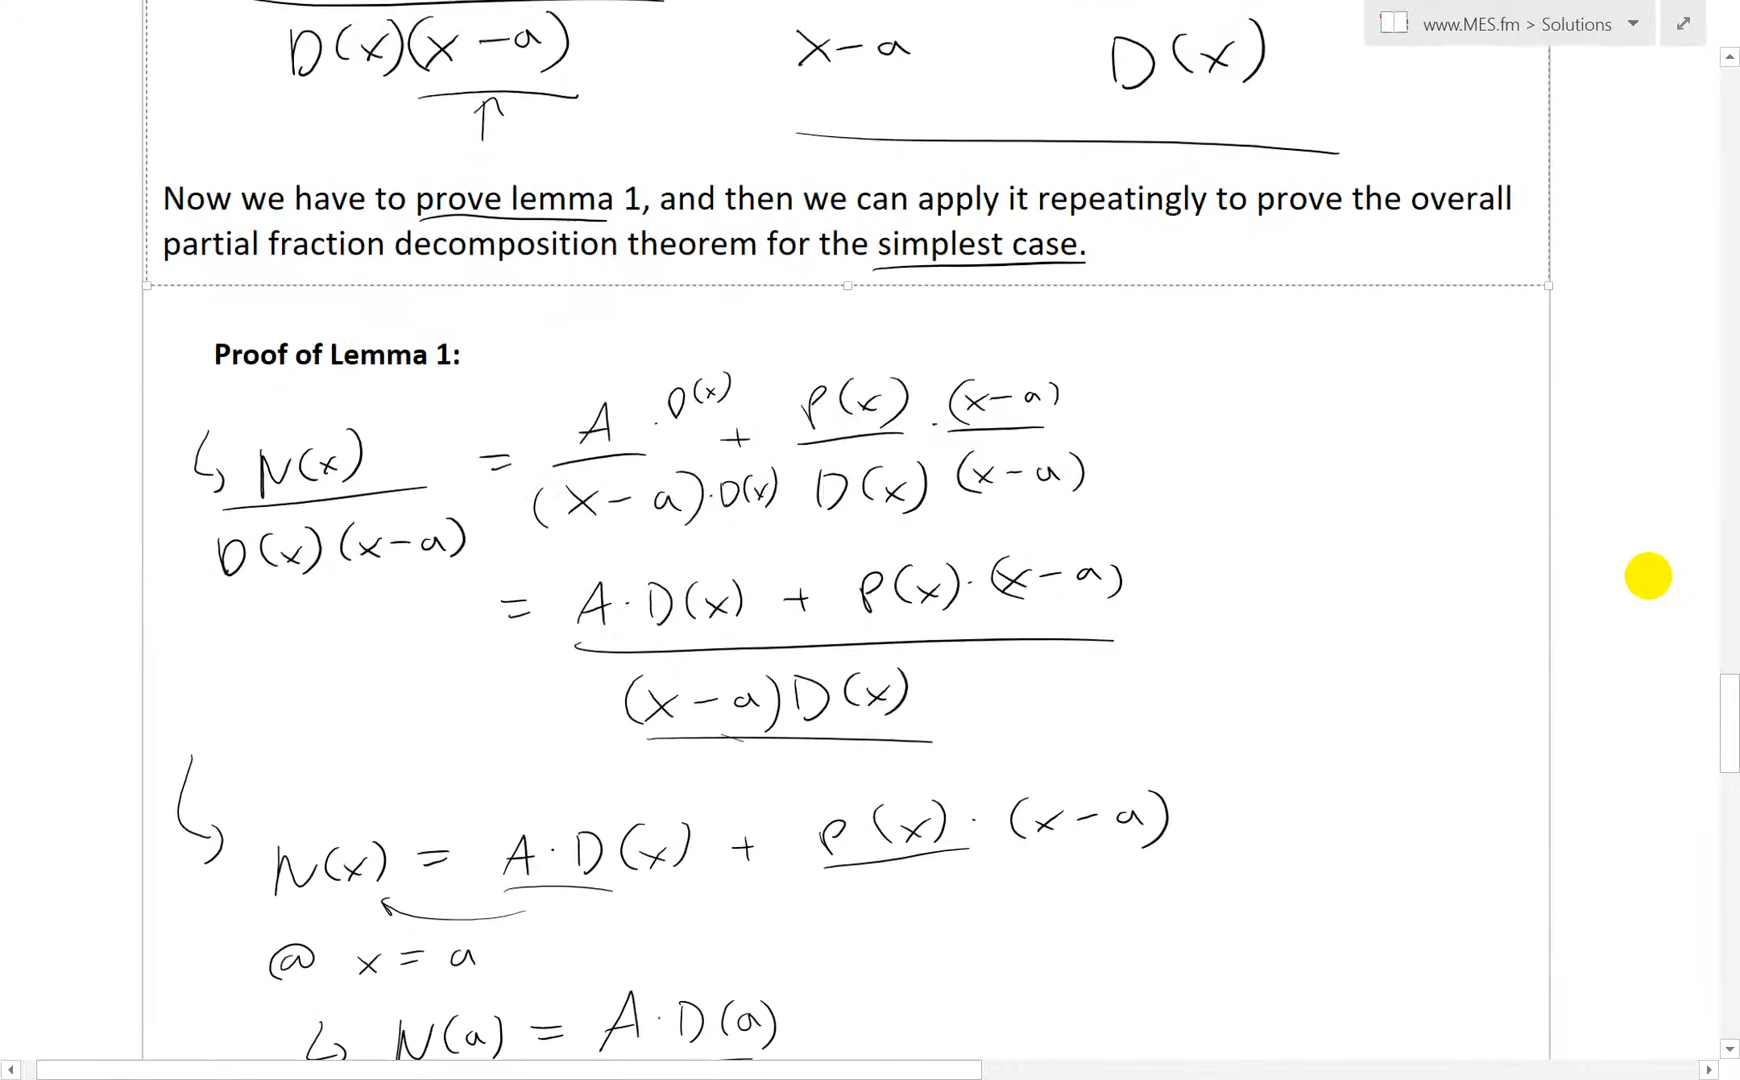 www.MES.fm > Solutions
D(x)(x-a) x-a D(x)
Now we have to prove lemma 1, and then we can apply it repeatingly to prove the overall
partial fraction decomposition theorem for the simplest case.
Proof of Lemma 1:
N(x) = A · D(x) + P(x) · (x-a)
D(x)(x-a) (x-a)·D(x) D(x) (x-a)
= A·D(x) + P(x)·(x-a)
(x-a)D(x)
N(x) = A·D(x) + P(x)·(x-a)
@ x = a
N(a) = A·D(a)